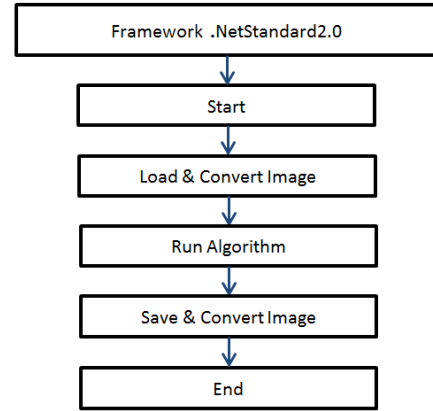 Framework .NetStandard2.0
Start
Load & Convert Image
Run Algorithm
Save & Convert Image
End